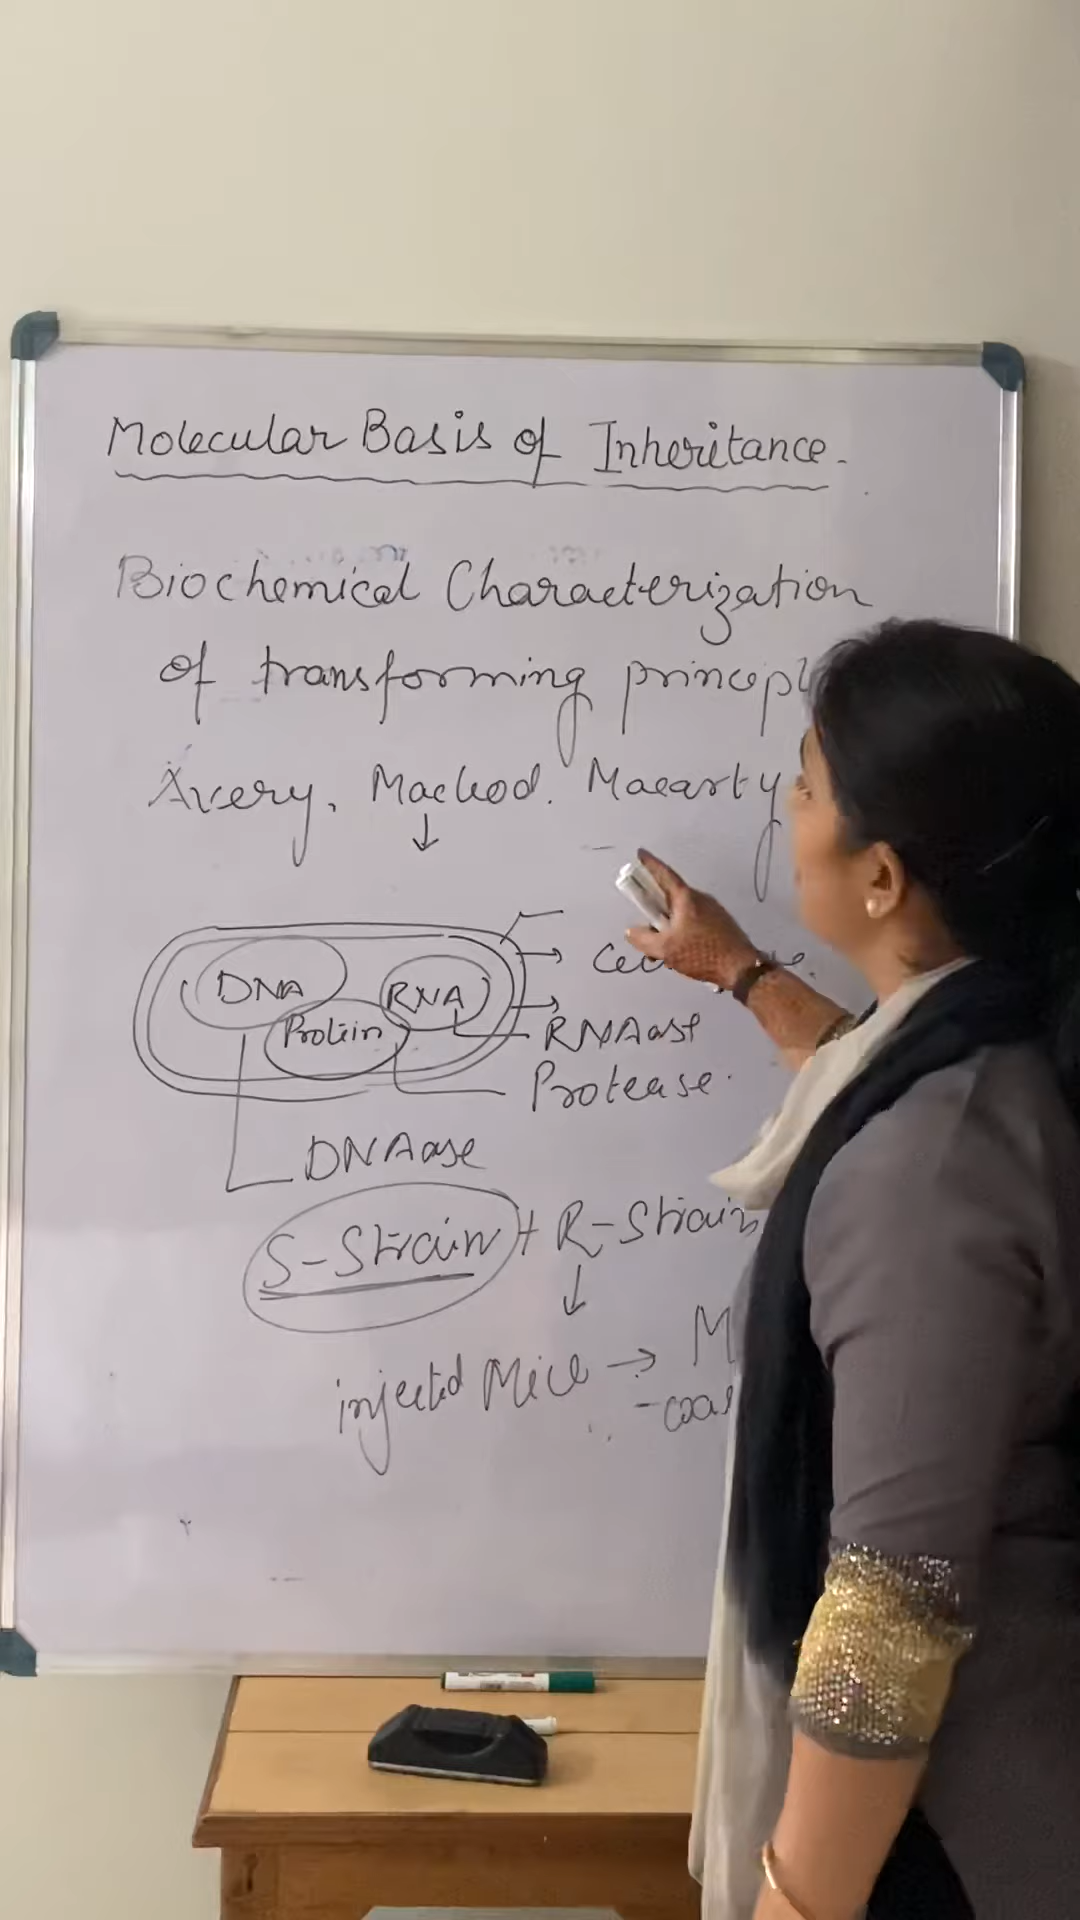 Molecular Basis of Inheritance.
Biochemical Characterization
of transforming principl
Avery, Macleod. Macarty
DNA
RNA
Protein
RNAase
Protease.
DNAase
S-Strain + R-Strain
injected Mice → M